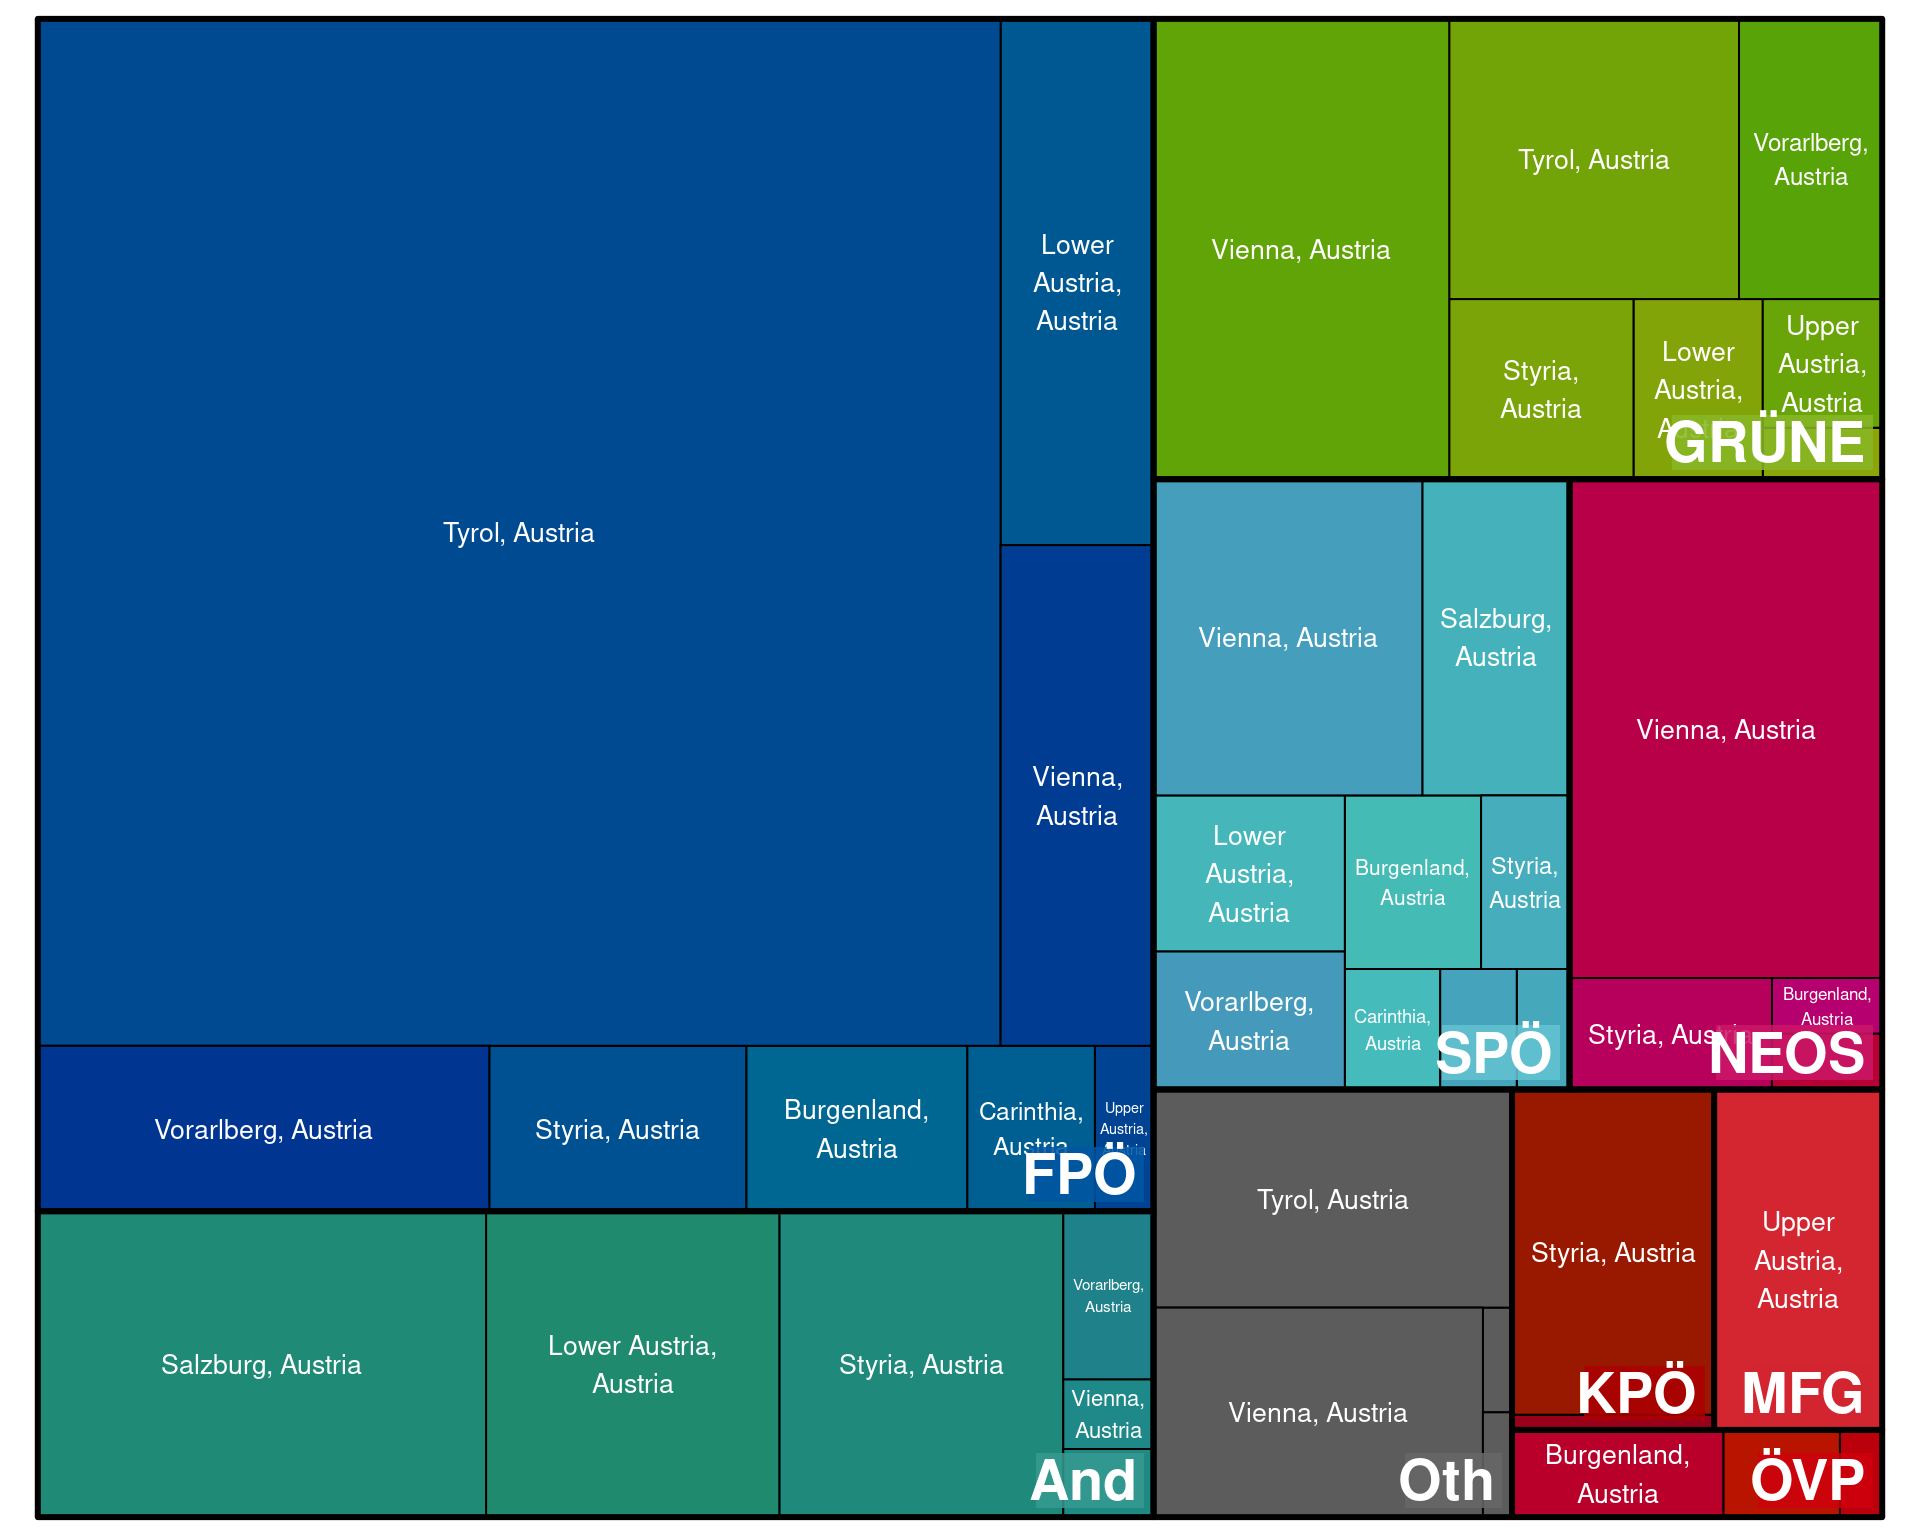 Tyrol, Austria
Lower
Austria,
Austria
Vienna,
Austria
Vorarlberg, Austria
Styria, Austria
Burgenland,
Austria
Carinthia,
Austria
Upper
Austria,
Austria
FPÖ
Salzburg, Austria
Lower Austria,
Austria
Styria, Austria
Vorarlberg,
Austria
Vienna,
Austria
And
Vienna, Austria
Tyrol, Austria
Vorarlberg,
Austria
Styria,
Austria
Lower
Austria,
Austria
Upper
Austria,
Austria
GRÜNE
Vienna, Austria
Salzburg,
Austria
Lower
Austria,
Austria
Burgenland,
Austria
Styria,
Austria
Vorarlberg,
Austria
Carinthia,
Austria
SPÖ
Vienna, Austria
Styria, Austria
Burgenland,
Austria
NEOS
Tyrol, Austria
Vienna, Austria
Oth
Styria, Austria
KPÖ
Upper
Austria,
Austria
MFG
Burgenland,
Austria
ÖVP